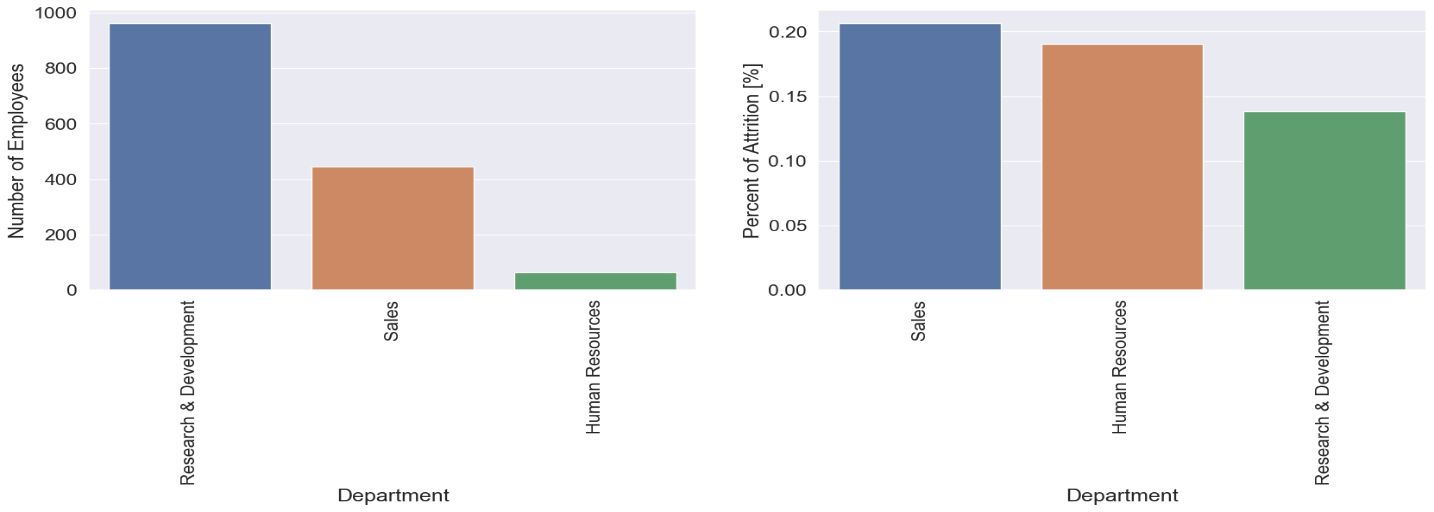 Number of Employees
1000
800
600
400
200
0
Research & Development
Sales
Human Resources
Department
Percent of Attrition [%]
0.20
0.15
0.10
0.05
0.00
Sales
Human Resources
Research & Development
Department